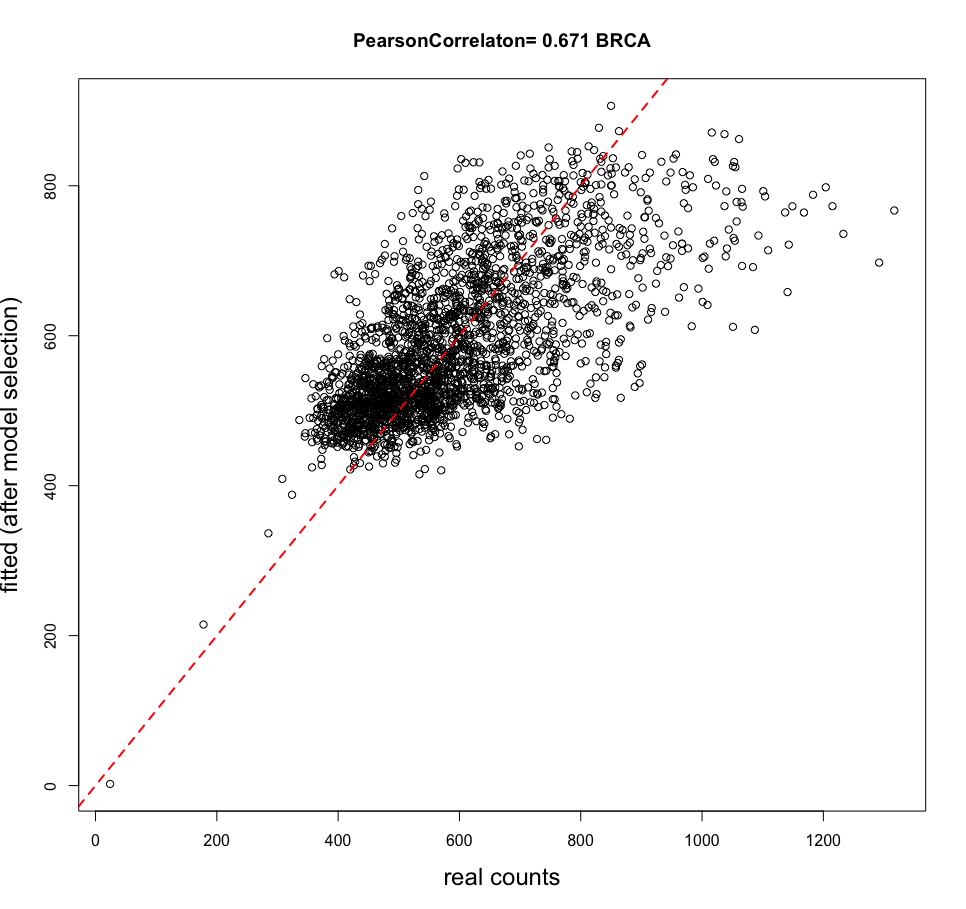 PearsonCorrelaton= 0.671 BRCA
fitted (after model selection)
800
600
400
200
0
0 200 400 600 800 1000 1200
real counts